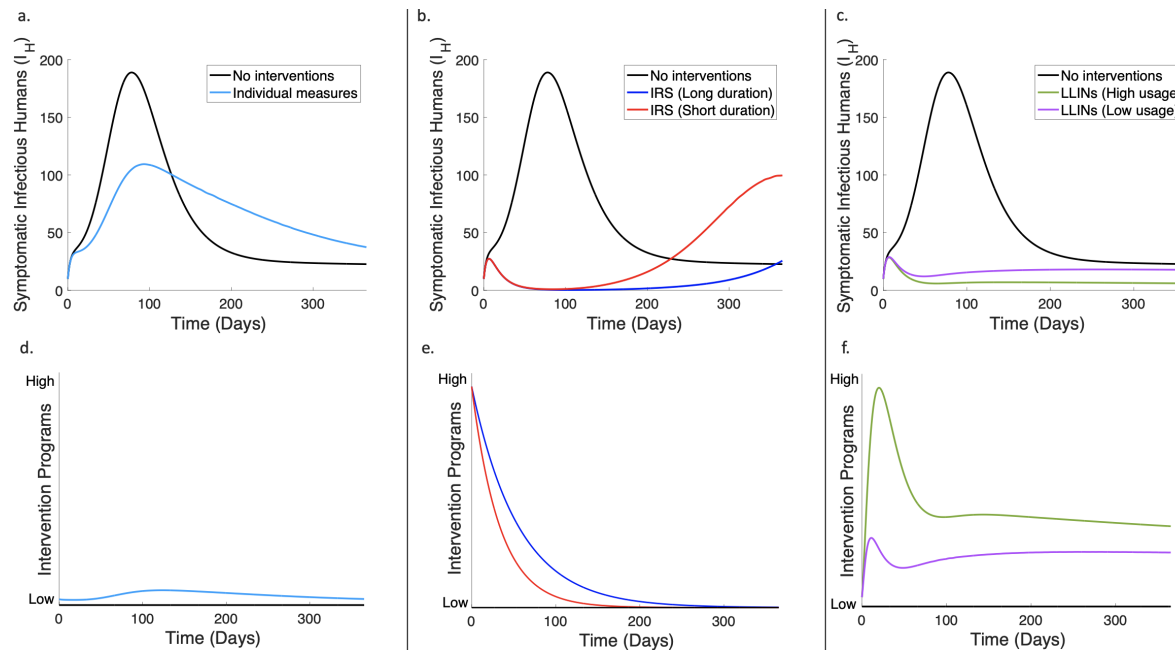 a.
Symptomatic Infectious Humans (I_H)
200
150
100
50
0
No interventions
Individual measures
0 100 200 300
Time (Days)
b.
Symptomatic Infectious Humans (I_H)
200
150
100
50
0
No interventions
IRS (Long duration)
IRS (Short duration)
0 100 200 300
Time (Days)
c.
Symptomatic Infectious Humans (I_H)
200
150
100
50
0
No interventions
LLINs (High usage
LLINs (Low usage
0 100 200 300
Time (Days)
d.
High
Intervention Programs
Low
0 100 200 300
Time (Days)
e.
High
Intervention Programs
Low
0 100 200 300
Time (Days)
f.
High
Intervention Programs
Low
0 100 200 300
Time (Days)